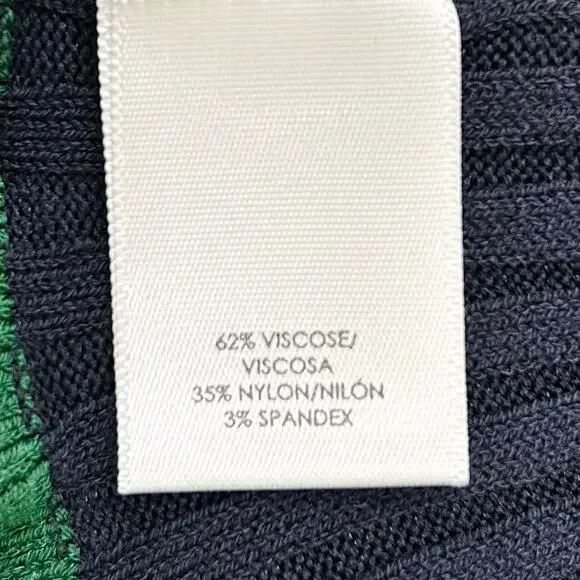 62% VISCOSE/
VISCOSA
35% NYLON/NILÓN
3% SPANDEX